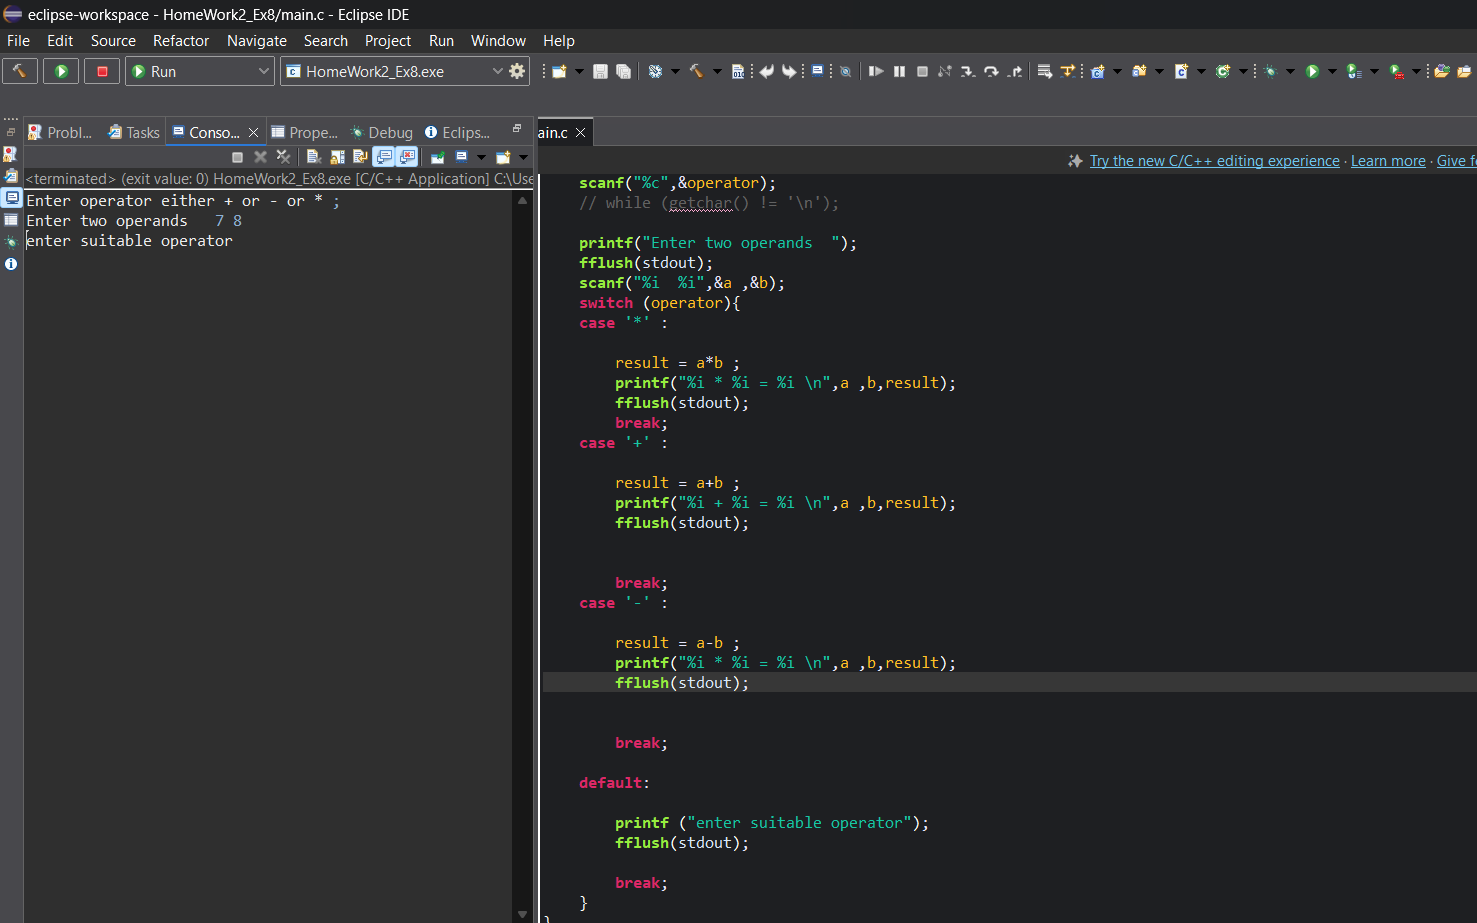 eclipse-workspace - HomeWork2_Ex8/main.c - Eclipse IDE
File Edit Source Refactor Navigate Search Project Run Window Help
Run HomeWork2_Ex8.exe
Probl... Tasks Conso... Prope... Debug Eclips...
<terminated> (exit value: 0) HomeWork2_Ex8.exe [C/C++ Application] C:\Use
Enter operator either + or - or * ;
Enter two operands   7 8
enter suitable operator
ain.c
Try the new C/C++ editing experience · Learn more · Give fe
scanf("%c",&operator);
// while (getchar() != '\n');
printf("Enter two operands  ");
fflush(stdout);
scanf("%i  %i",&a ,&b);
switch (operator){
case '*' :
result = a*b ;
printf("%i * %i = %i \n",a ,b,result);
fflush(stdout);
break;
case '+' :
result = a+b ;
printf("%i + %i = %i \n",a ,b,result);
fflush(stdout);
break;
case '-' :
result = a-b ;
printf("%i * %i = %i \n",a ,b,result);
fflush(stdout);
break;
default:
printf ("enter suitable operator");
fflush(stdout);
break;
}
}